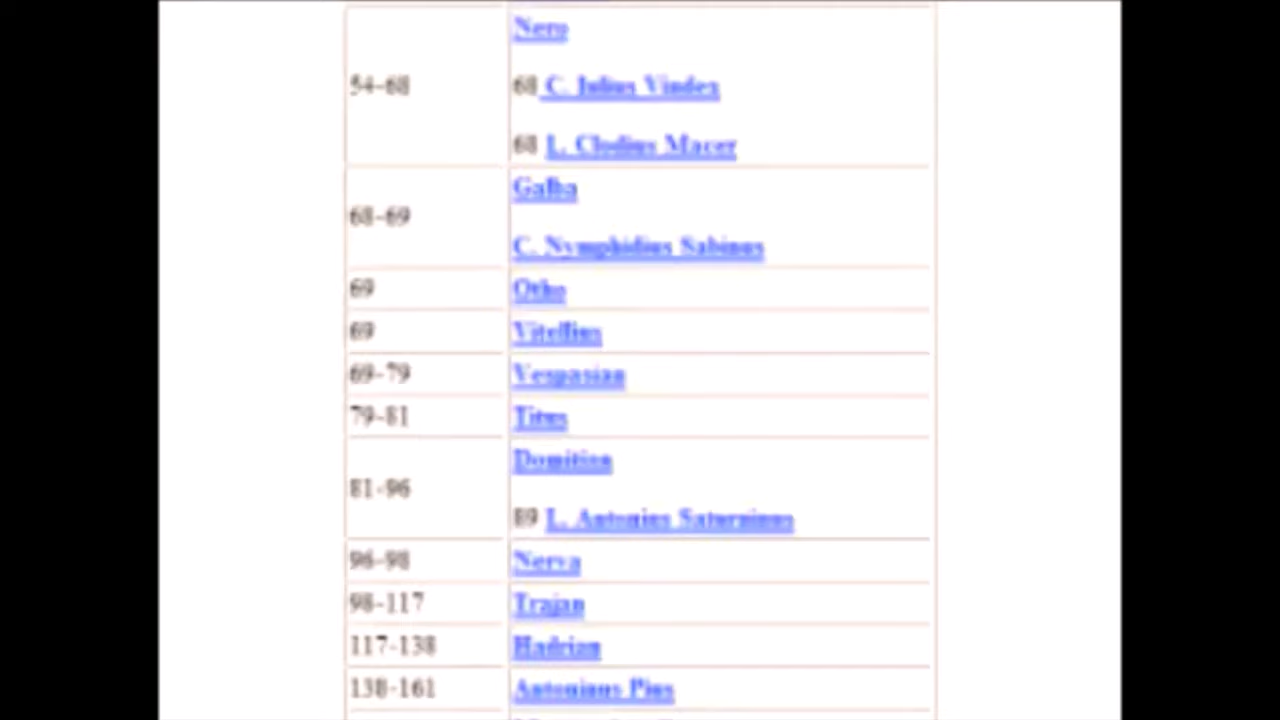 Nero
54-68
68 C. Iulius Vindex
68 L. Clodius Macer
Galba
68-69
C. Nymphidius Sabinus
69 Otho
69 Vitellius
69-79 Vespasian
79-81 Titus
Domitian
81-96
89 L. Antonius Saturninus
96-98 Nerva
98-117 Trajan
117-138 Hadrian
138-161 Antoninus Pius